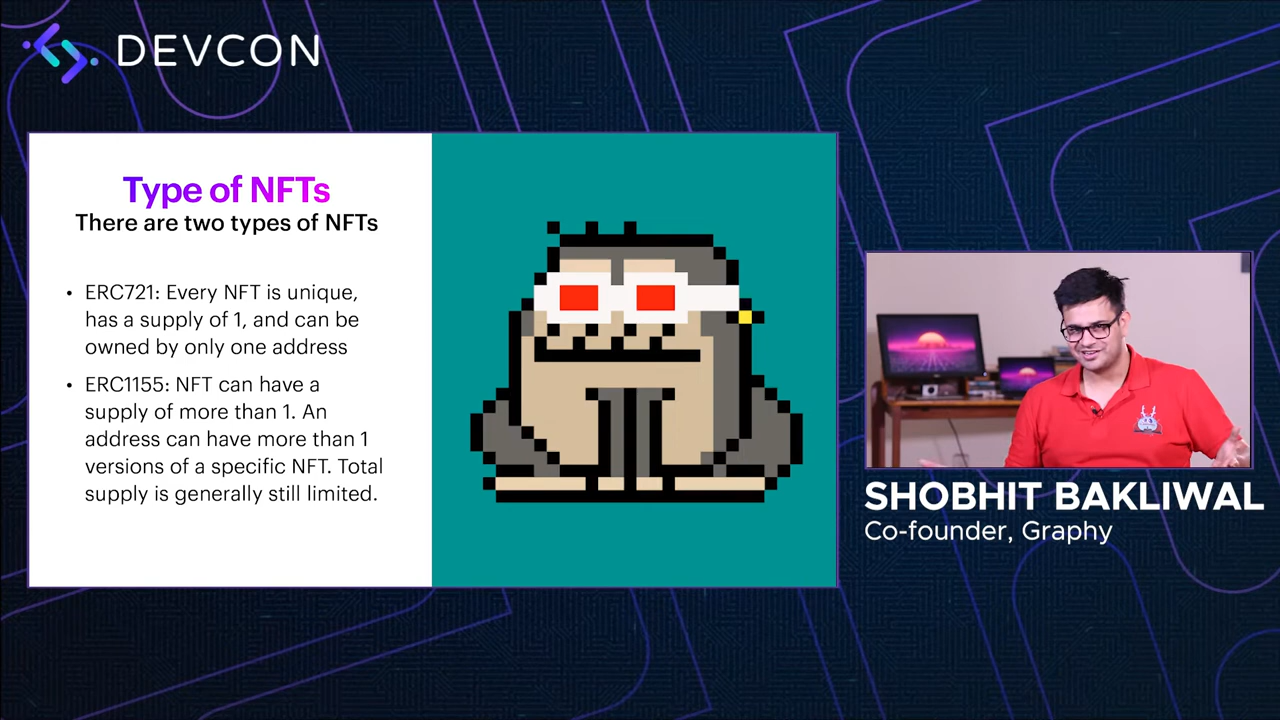 DEVCON
Type of NFTs
There are two types of NFTs
• ERC721: Every NFT is unique,
has a supply of 1, and can be
owned by only one address
• ERC1155: NFT can have a
supply of more than 1. An
address can have more than 1
versions of a specific NFT. Total
supply is generally still limited.
SHOBHIT BAKLIWAL
Co-founder, Graphy